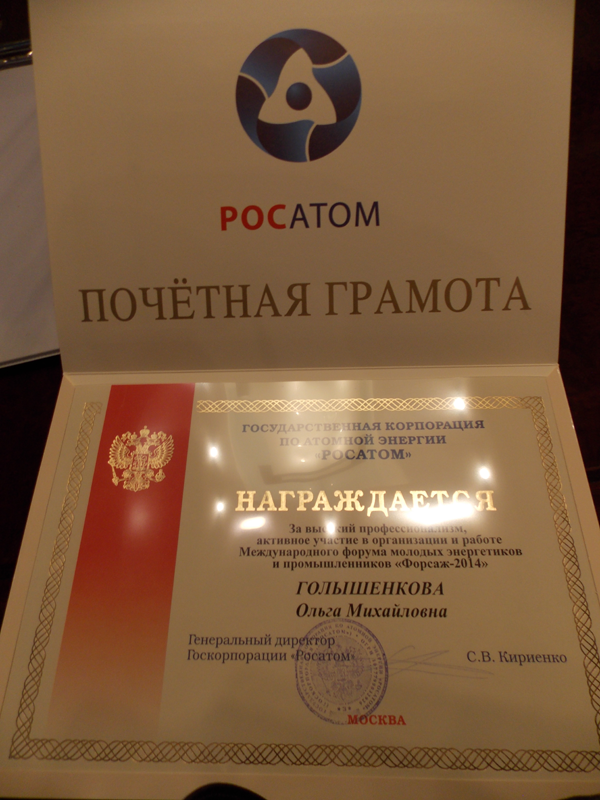 РОСАТОМ
ПОЧЁТНАЯ ГРАМОТА
ГОСУДАРСТВЕННАЯ КОРПОРАЦИЯ
ПО АТОМНОЙ ЭНЕРГИИ
«РОСАТОМ»
НАГРАЖДАЕТСЯ
За высокий профессионализм,
активное участие в организации и работе
Международного форума молодых энергетиков
и промышленников «Форсаж-2014»
ГОЛЫШЕНКОВА
Ольга Михайловна
Генеральный директор
Госкорпорации «Росатом»
С.В. Кириенко
МОСКВА